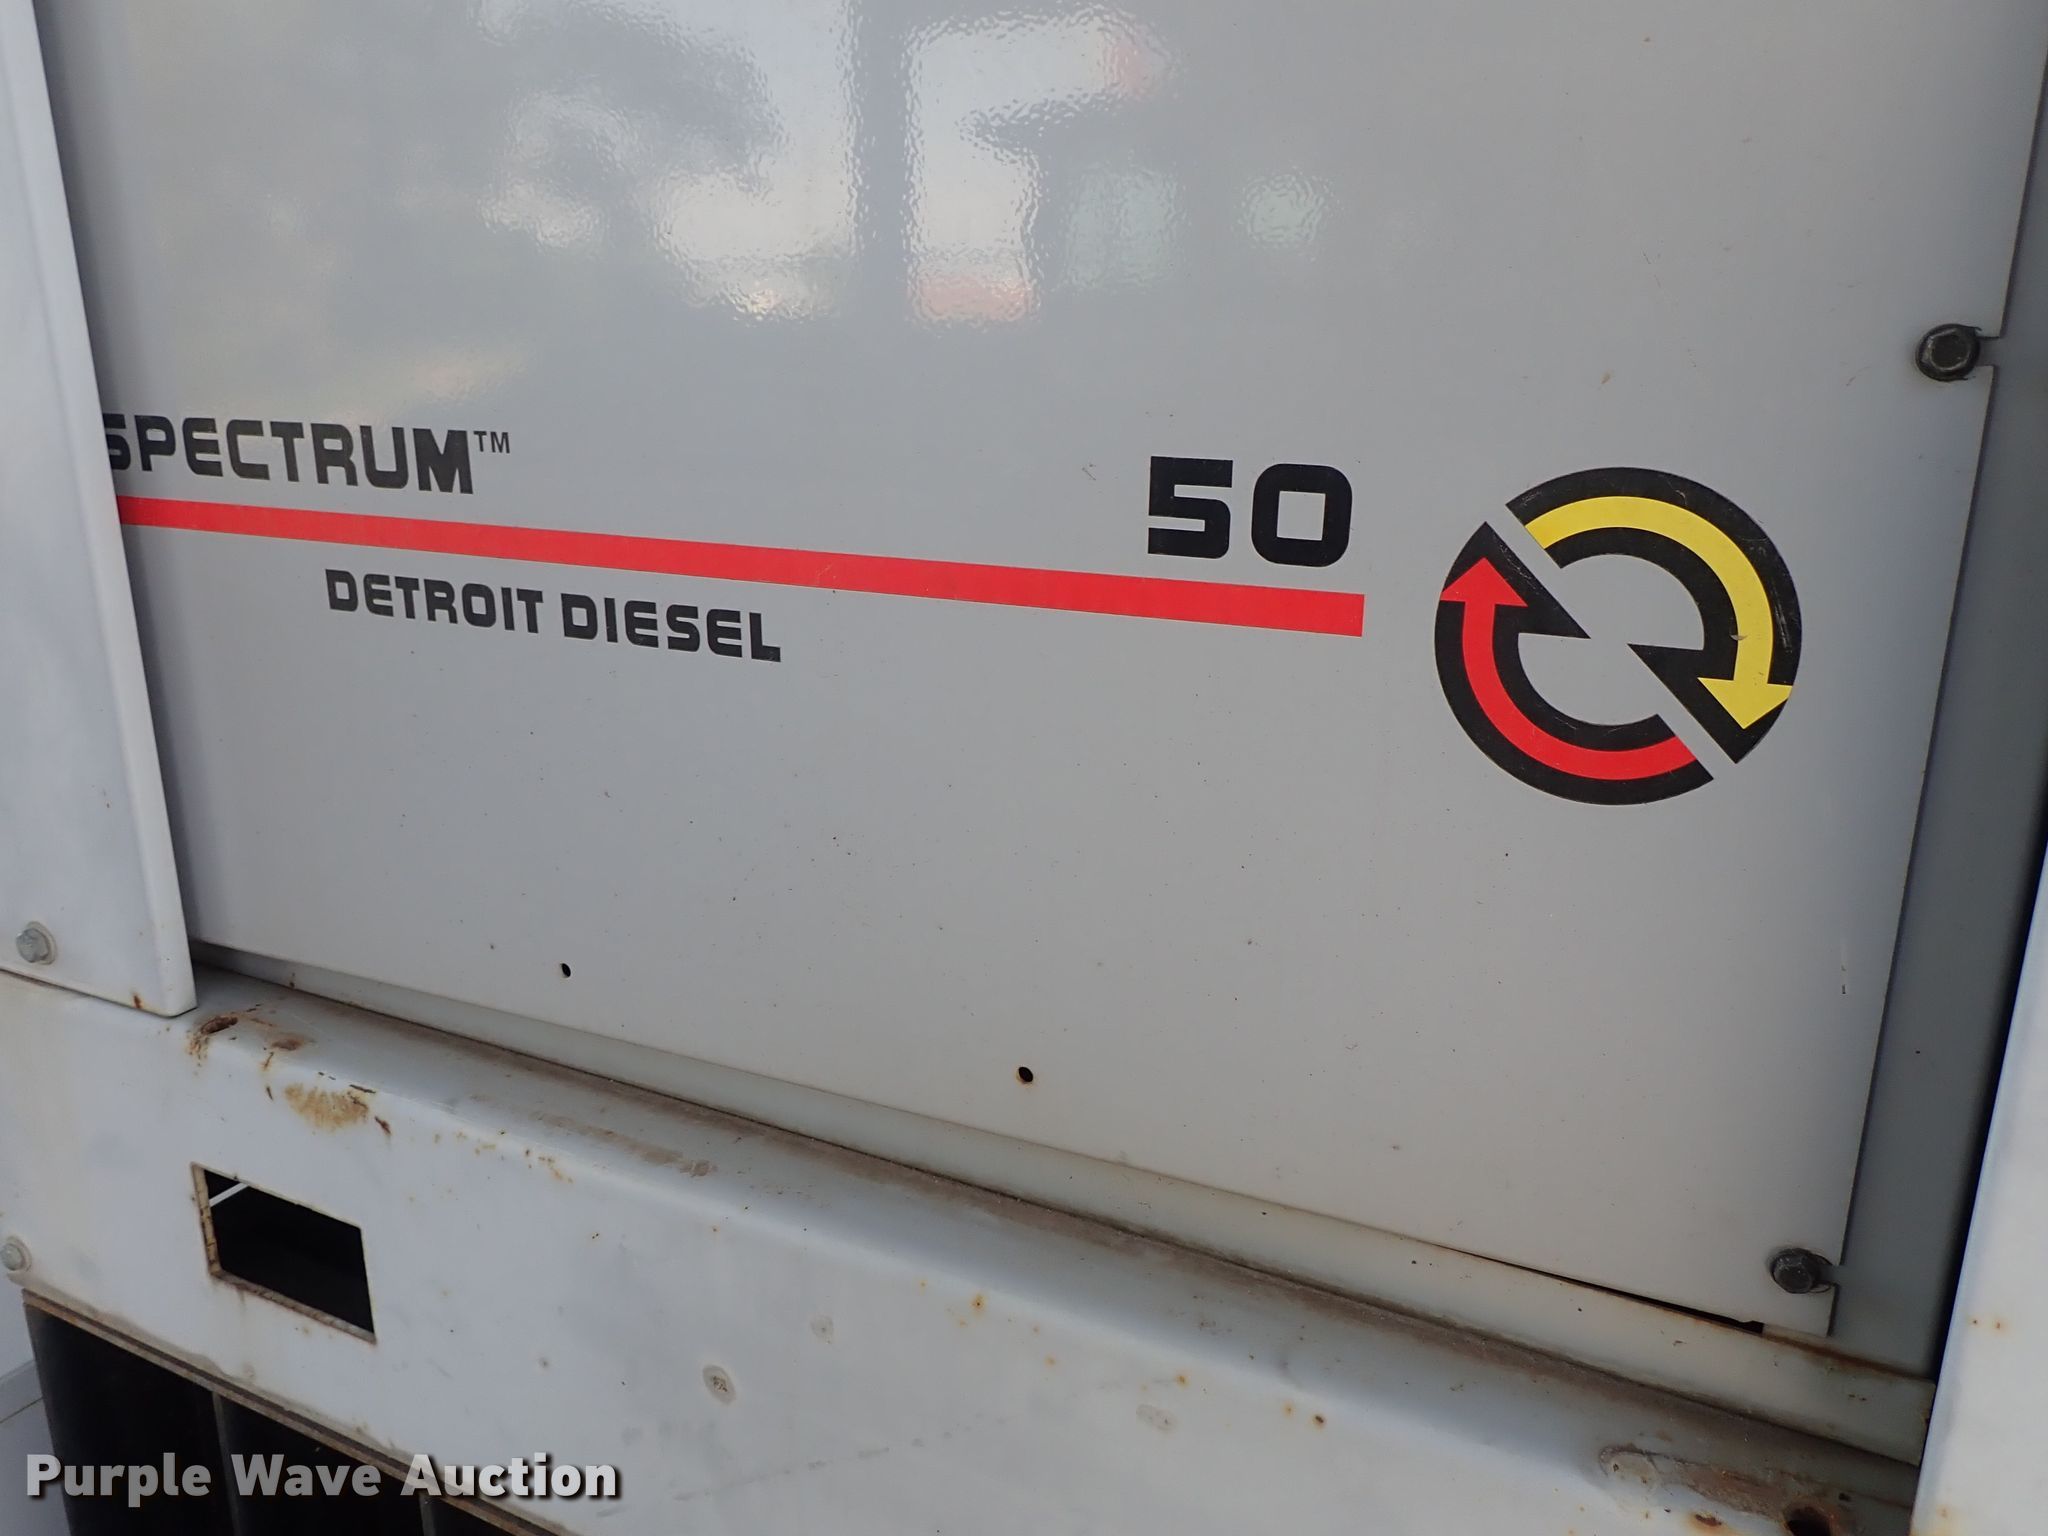 SPECTRUM™
50
DETROIT DIESEL
Purple Wave Auction